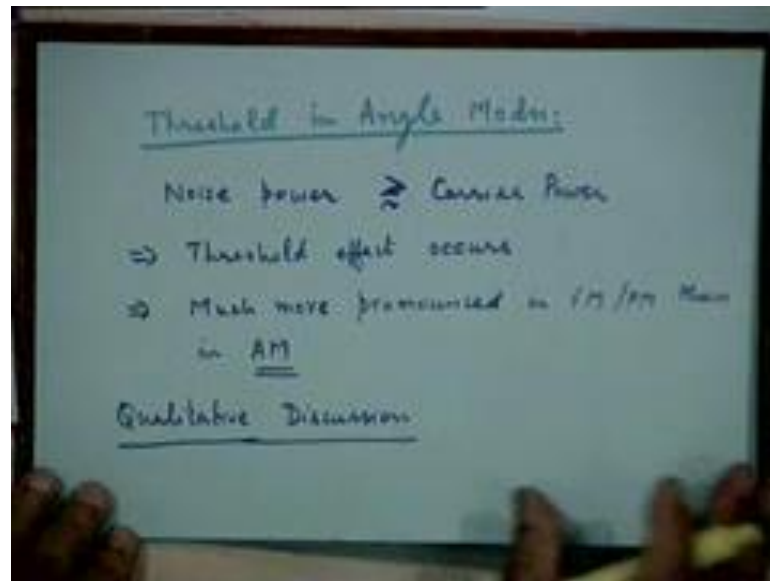 Threshold in Angle Modn:
Noise power ≳ Carrier Power
⇒ Threshold effect occurs
⇒ Much more pronounced in FM/PM than
in AM
Qualitative Discussion